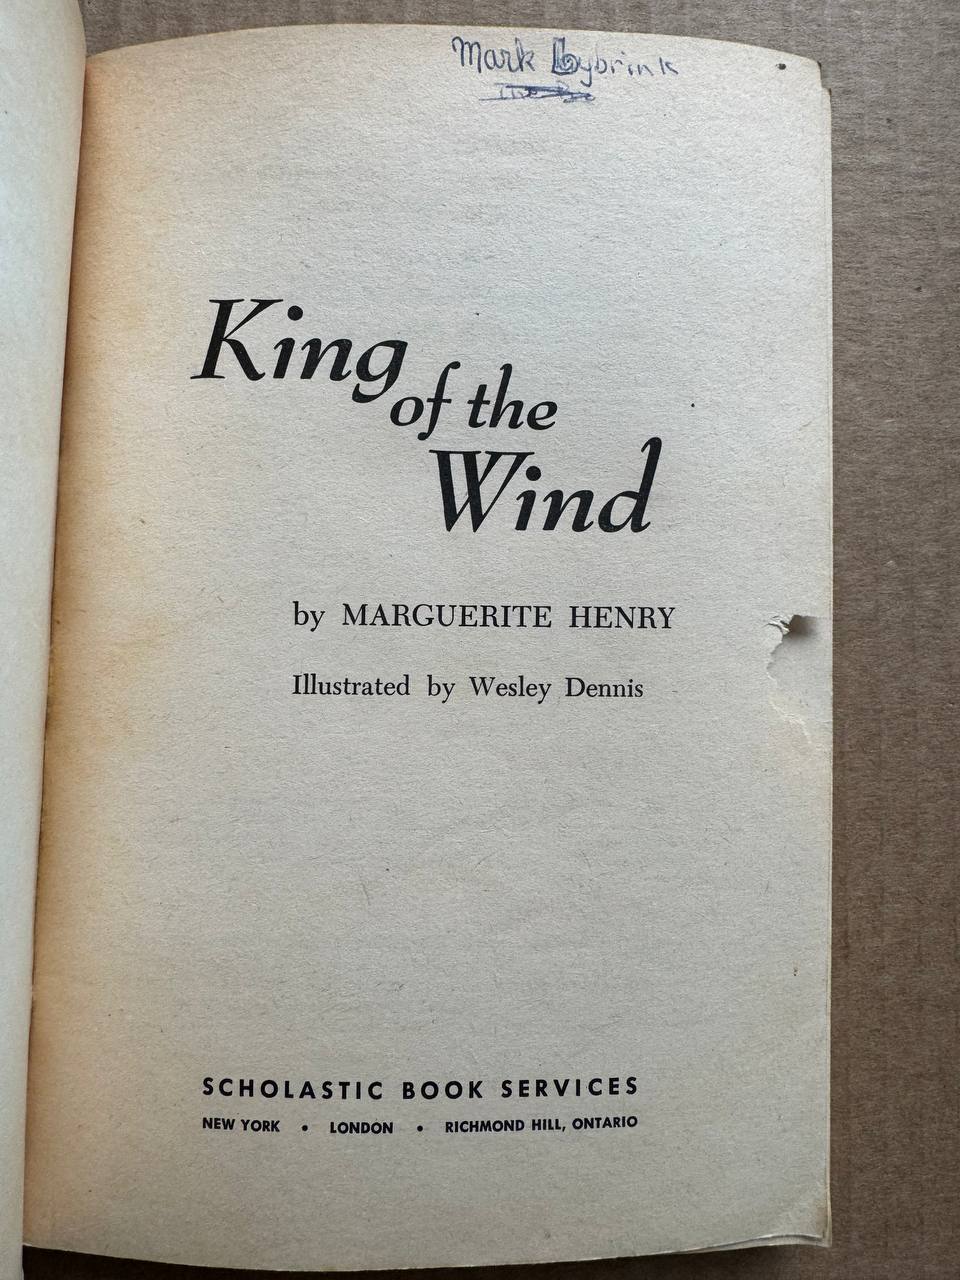 Mark Lybrink
King
of the
Wind
by MARGUERITE HENRY
Illustrated by Wesley Dennis
SCHOLASTIC BOOK SERVICES
NEW YORK • LONDON • RICHMOND HILL, ONTARIO